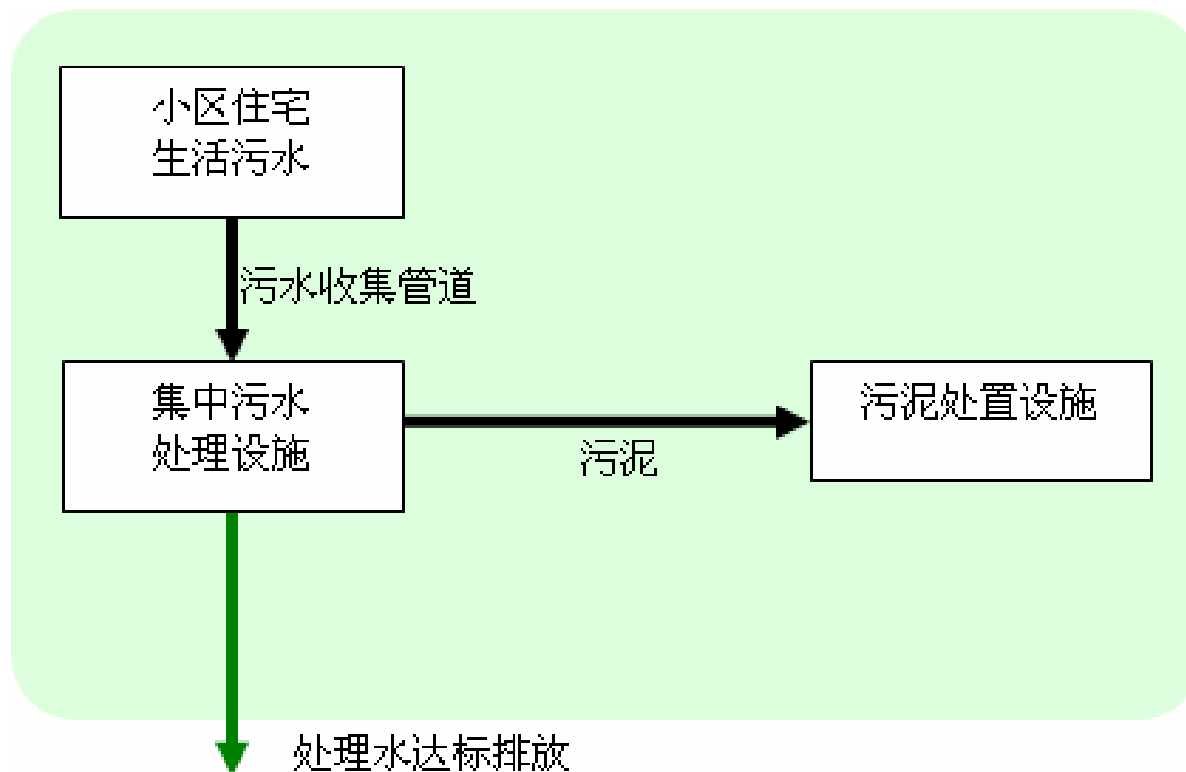 小区住宅
生活污水
污水收集管道
集中污水
处理设施
污泥处置设施
污泥
处理水达标排放